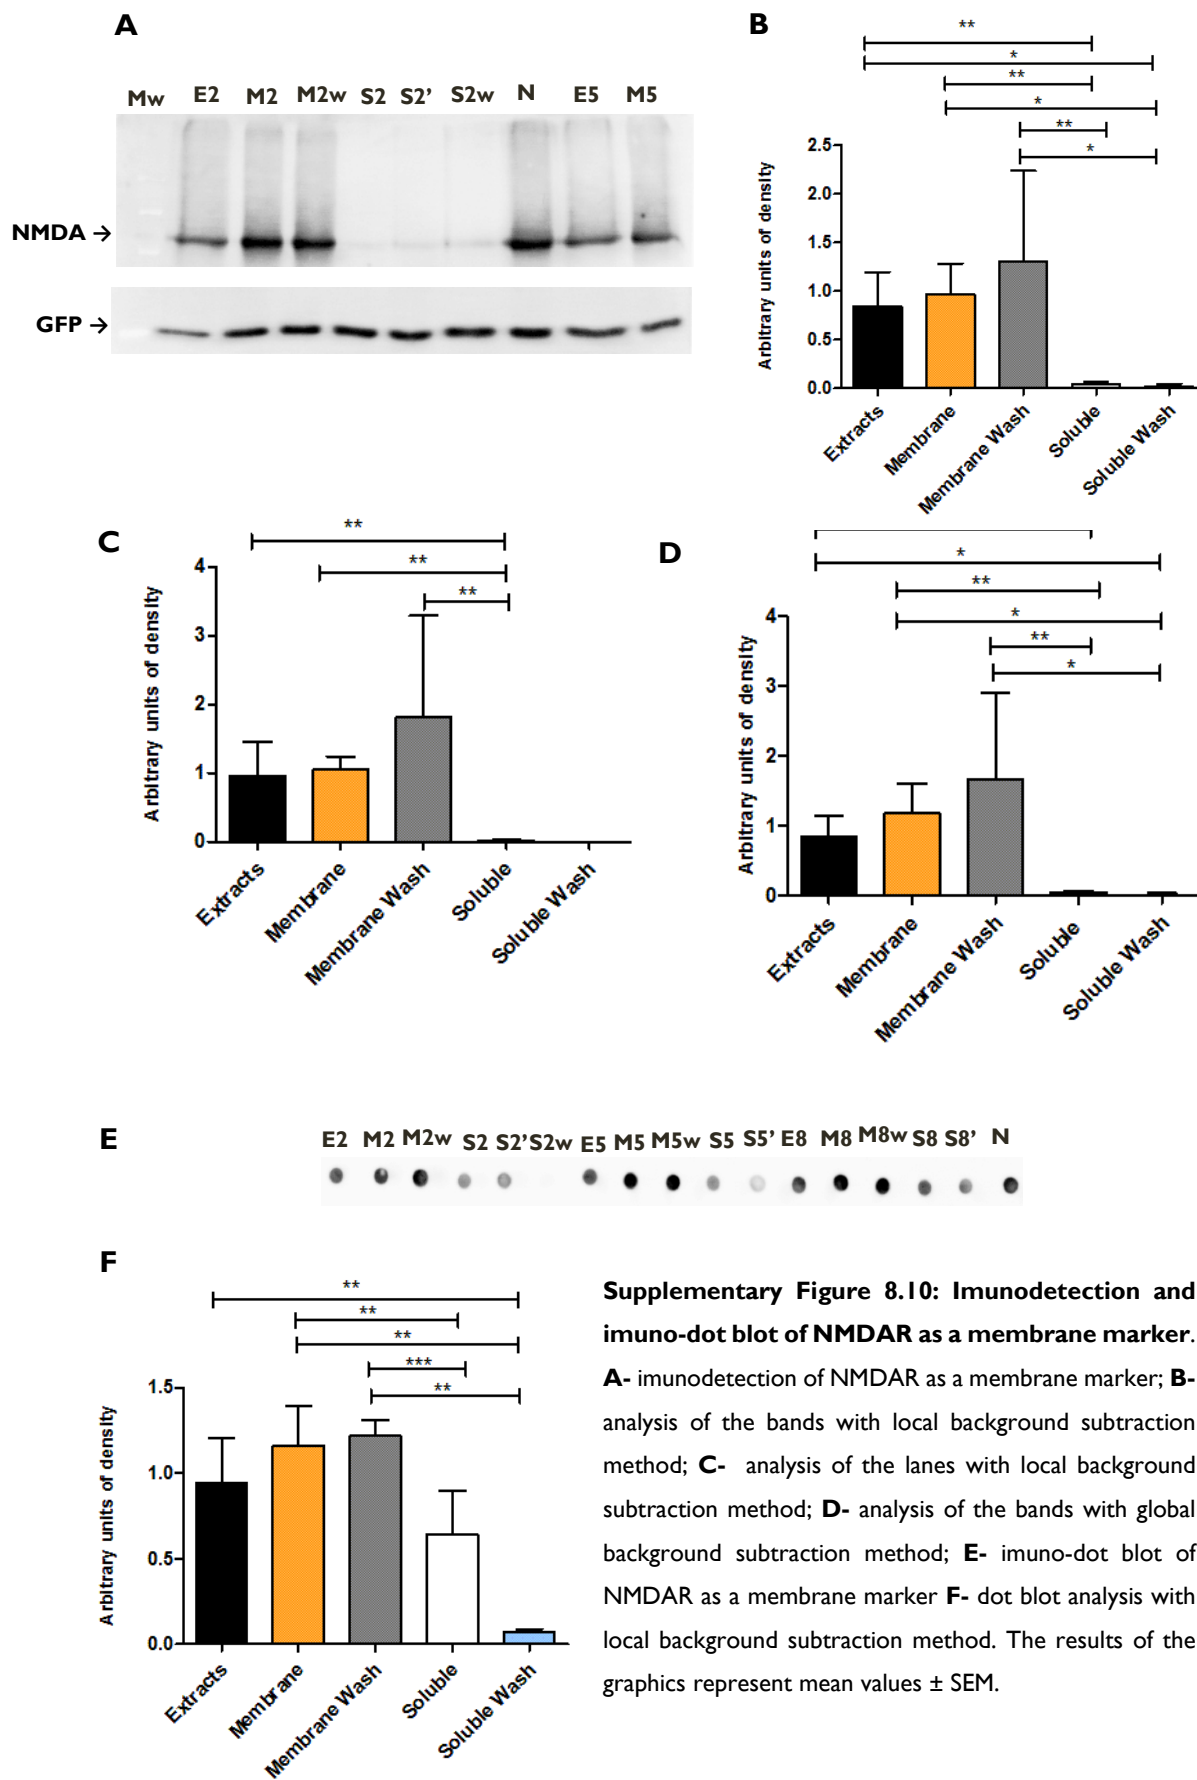 A
Mw E2 M2 M2w S2 S2' S2w N E5 M5
NMDA →
GFP →
B
**
*
**
*
**
*
Arbitrary units of density
2.5
2.0
1.5
1.0
0.5
0.0
Extracts
Membrane
Membrane Wash
Soluble
Soluble Wash
C
**
**
**
Arbitrary units of density
4
3
2
1
0
Extracts
Membrane
Membrane Wash
Soluble
Soluble Wash
D
*
**
*
**
*
Arbitrary units of density
4
3
2
1
0
Extracts
Membrane
Membrane Wash
Soluble
Soluble Wash
E
E2 M2 M2w S2 S2' S2w E5 M5 M5w S5 S5' E8 M8 M8w S8 S8' N
F
**
**
**
***
**
Arbitrary units of density
1.5
1.0
0.5
0.0
Extracts
Membrane
Membrane Wash
Soluble
Soluble Wash
Supplementary Figure 8.10: Imunodetection and
imuno-dot blot of NMDAR as a membrane marker.
A- imunodetection of NMDAR as a membrane marker; B-
analysis of the bands with local background subtraction
method; C- analysis of the lanes with local background
subtraction method; D- analysis of the bands with global
background subtraction method; E- imuno-dot blot of
NMDAR as a membrane marker F- dot blot analysis with
local background subtraction method. The results of the
graphics represent mean values ± SEM.